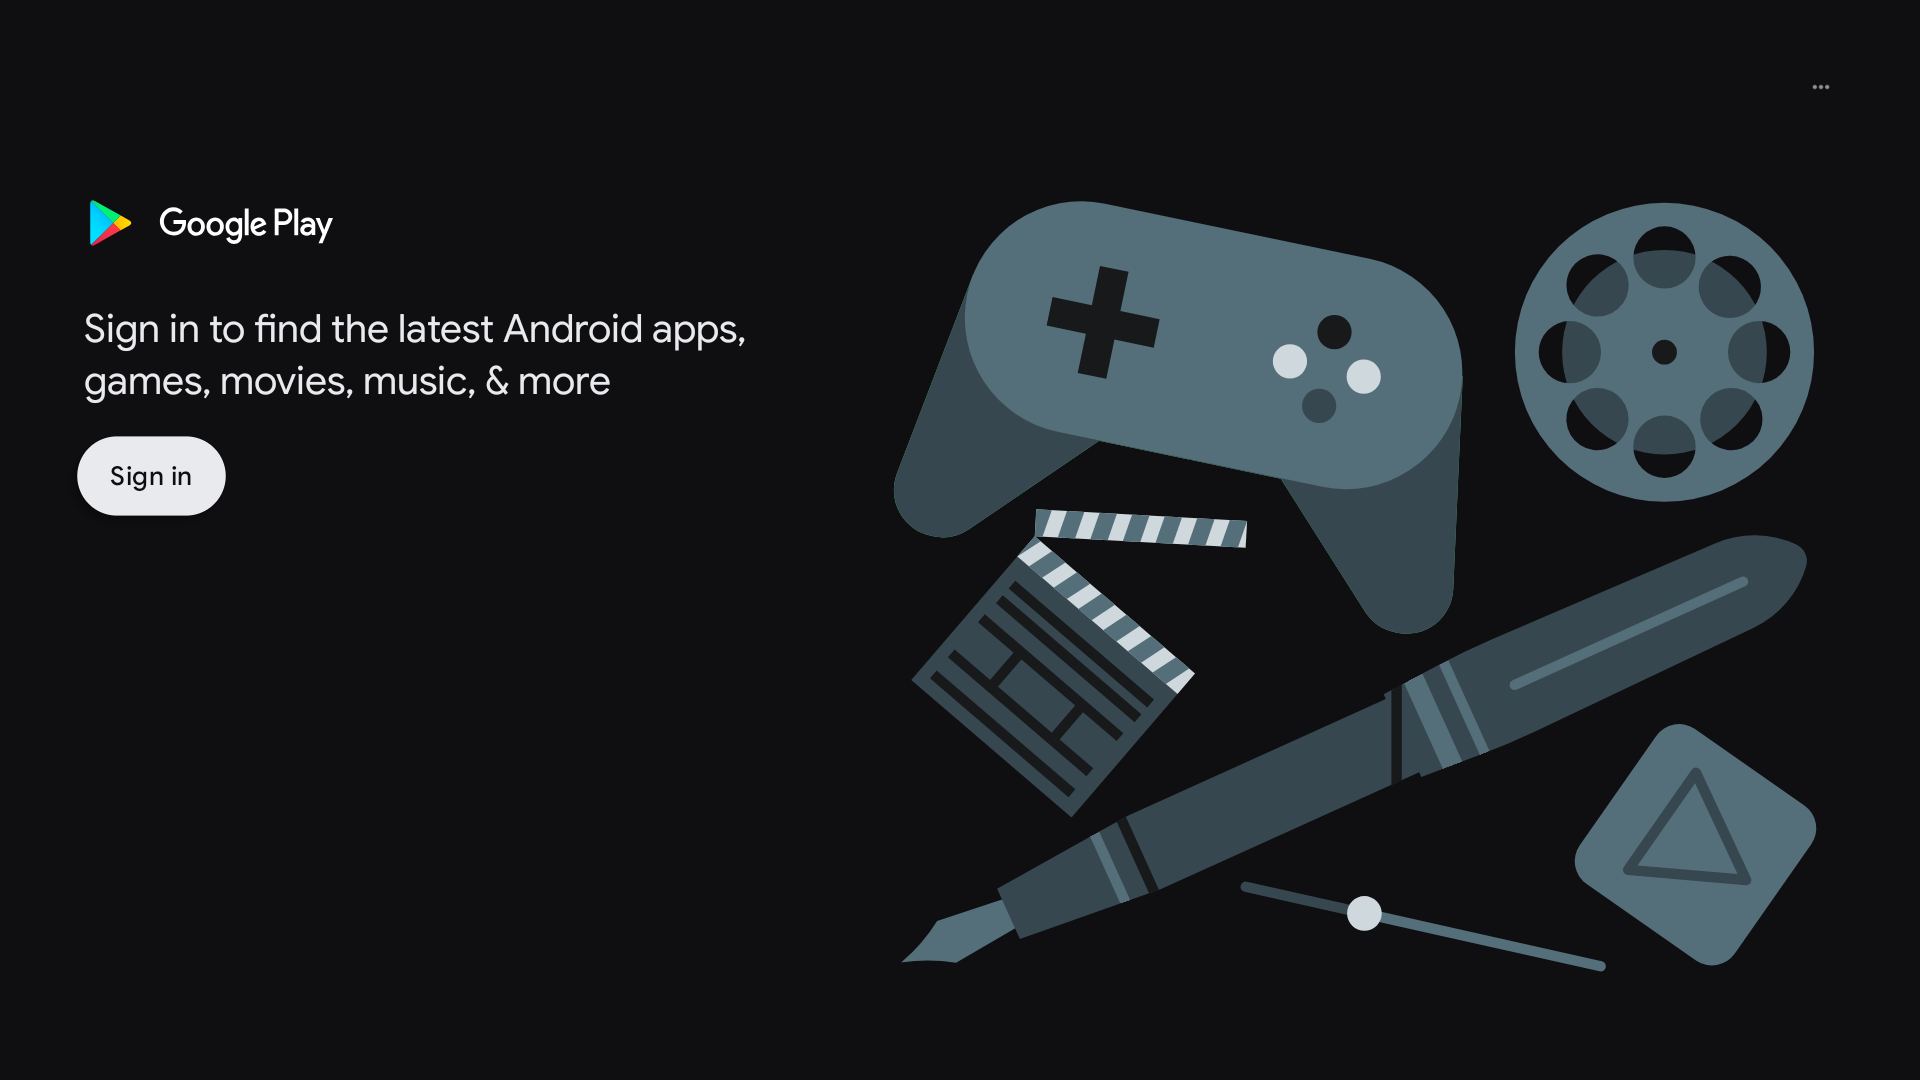 Google Play
Sign in to find the latest Android apps,
games, movies, music, & more
Sign in